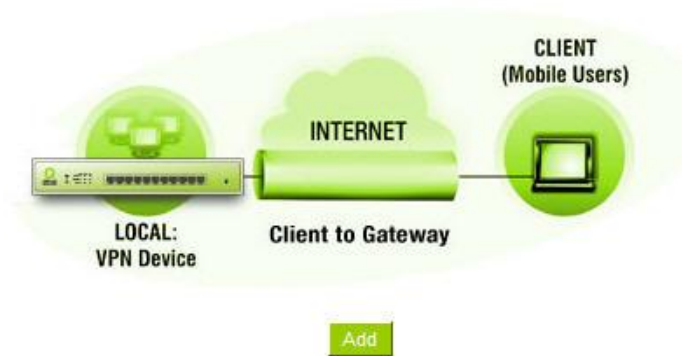 CLIENT
(Mobile Users)
INTERNET
LOCAL:
VPN Device
Client to Gateway
Add